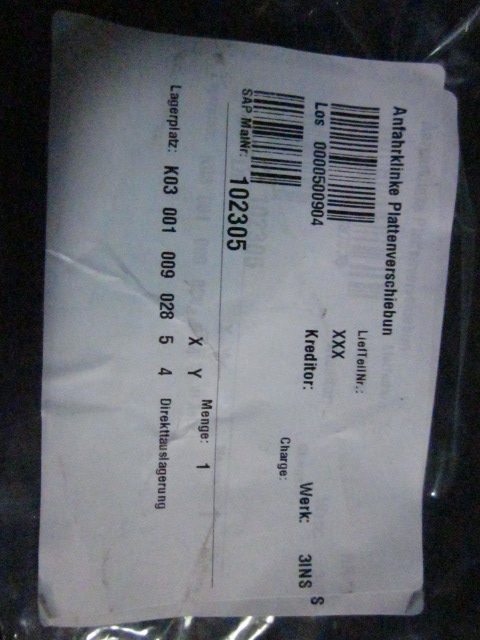 Anfahrklinke Plattenverschiebun
LiefTeilNr.:
Los 0000500904 XXX
Kreditor:
Werk: 3INS S
SAP MatNr: 102305
Charge:
Menge: 1
X Y
Lagerplatz: K03 001 009 028 5 4 Direkttauslagerung